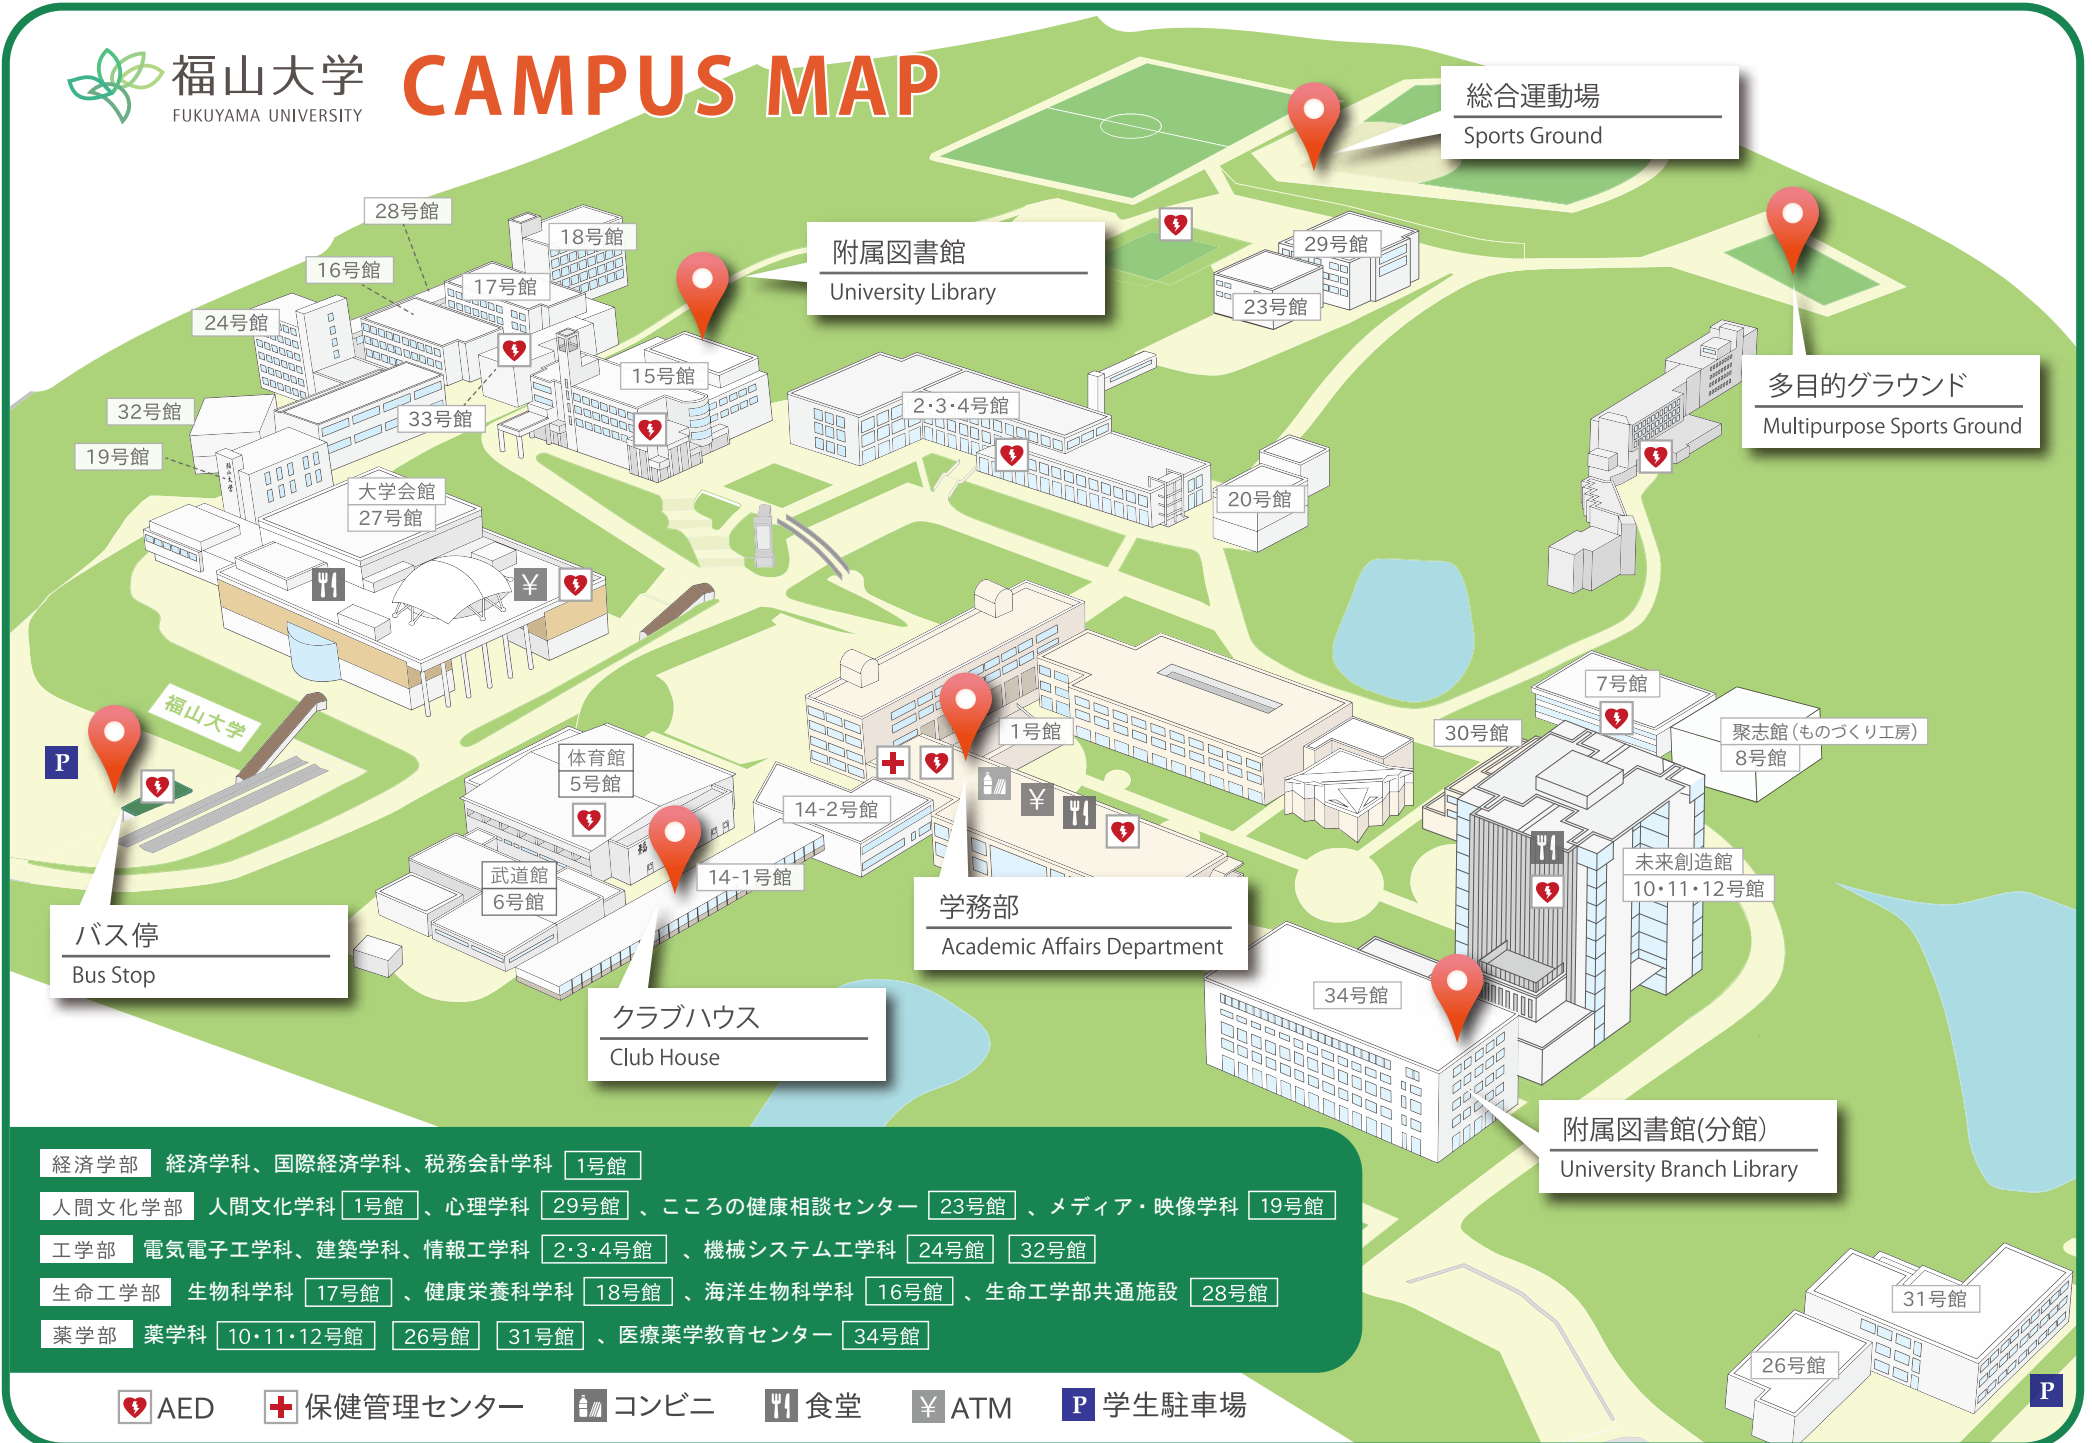 福山大学
FUKUYAMA UNIVERSITY
CAMPUS MAP
総合運動場
Sports Ground
28号館
18号館
16号館
17号館
24号館
附属図書館
University Library
29号館
23号館
15号館
32号館
33号館
2・3・4号館
多目的グラウンド
Multipurpose Sports Ground
19号館
福山大学
大学会館
27号館
20号館
¥
福山大学
P
1号館
7号館
30号館
聚志館(ものづくり工房)
8号館
体育館
5号館
14-2号館
¥
福
14-1号館
武道館
6号館
未来創造館
10・11・12号館
学務部
Academic Affairs Department
バス停
Bus Stop
34号館
クラブハウス
Club House
附属図書館(分館)
University Branch Library
経済学部 経済学科、国際経済学科、税務会計学科 1号館
人間文化学部 人間文化学科 1号館 、心理学科 29号館 、こころの健康相談センター 23号館 、メディア・映像学科 19号館
工学部 電気電子工学科、建築学科、情報工学科 2・3・4号館 、機械システム工学科 24号館 32号館
生命工学部 生物科学科 17号館 、健康栄養科学科 18号館 、海洋生物科学科 16号館 、生命工学部共通施設 28号館
薬学部 薬学科 10・11・12号館 26号館 31号館 、医療薬学教育センター 34号館
31号館
26号館
P
AED 保健管理センター コンビニ 食堂 ¥ ATM P 学生駐車場